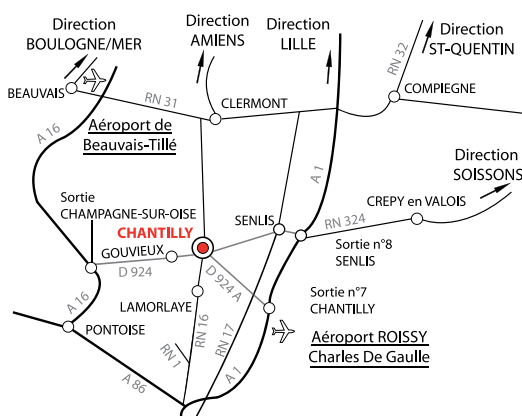 Direction
BOULOGNE/MER
Direction
AMIENS
Direction
LILLE
RN 32
Direction
ST-QUENTIN
BEAUVAIS
RN 31
CLERMONT
COMPIEGNE
A 16
Aéroport de
Beauvais-Tillé
A 1
Direction
SOISSONS
Sortie
CHAMPAGNE-SUR-OISE
CREPY en VALOIS
CHANTILLY
SENLIS
RN 324
GOUVIEUX
Sortie n°8
SENLIS
D 924
D 924 A
Sortie n°7
CHANTILLY
A 16
LAMORLAYE
RN 16
RN 17
PONTOISE
RN 1
Aéroport ROISSY
Charles De Gaulle
A 86
A 1